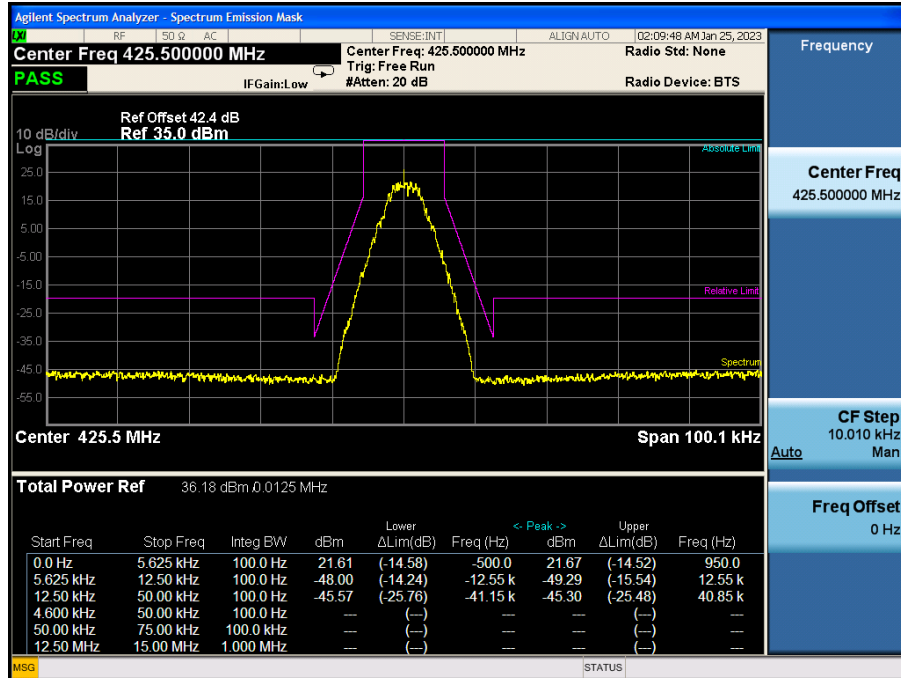 Agilent Spectrum Analyzer - Spectrum Emission Mask
LXI RF 50 Ω AC SENSE:INT ALIGN AUTO 02:09:48 AM Jan 25, 2023
Center Freq 425.500000 MHz Center Freq: 425.500000 MHz Radio Std: None
Trig: Free Run
PASS IFGain:Low #Atten: 20 dB Radio Device: BTS
Ref Offset 42.4 dB
10 dB/div Ref 35.0 dBm
Log
Absolute Limit
25.0
15.0
5.00
-5.00
-15.0
Relative Limit
-25.0
-35.0
Spectrum
-45.0
-55.0
Center 425.5 MHz Span 100.1 kHz
Total Power Ref 36.18 dBm / 0.0125 MHz
Lower <- Peak -> Upper
Start Freq Stop Freq Integ BW dBm ΔLim(dB) Freq (Hz) dBm ΔLim(dB) Freq (Hz)
0.0 Hz 5.625 kHz 100.0 Hz 21.61 (-14.58) -500.0 21.67 (-14.52) 950.0
5.625 kHz 12.50 kHz 100.0 Hz -48.00 (-14.24) -12.55 k -49.29 (-15.54) 12.55 k
12.50 kHz 50.00 kHz 100.0 Hz -45.57 (-25.76) -41.15 k -45.30 (-25.48) 40.85 k
4.600 kHz 50.00 kHz 100.0 Hz --- (---) --- --- (---) ---
50.00 kHz 75.00 kHz 100.0 kHz --- (---) --- --- (---) ---
12.50 MHz 15.00 MHz 1.000 MHz --- (---) --- --- (---) ---
MSG STATUS
Frequency
Center Freq
425.500000 MHz
CF Step
10.010 kHz
Auto Man
Freq Offset
0 Hz